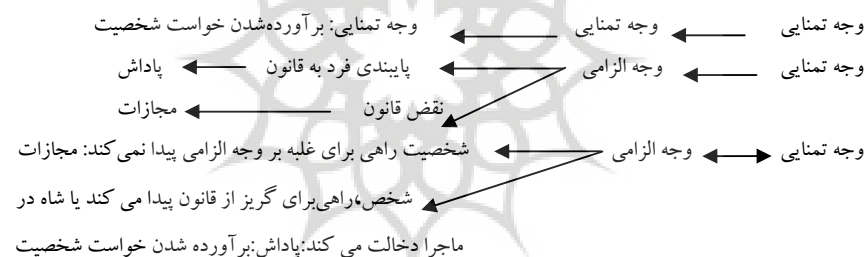 وجه تمنایی وجه تمنایی وجه تمنایی: برآورده‌شدن خواست شخصیت
وجه تمنایی وجه الزامی پایبندی فرد به قانون پاداش
نقض قانون مجازات
وجه تمنایی وجه الزامی شخصیت راهی برای غلبه بر وجه الزامی پیدا نمی‌کند: مجازات
شخص،راهی‌برای گریز از قانون پیدا می کند یا شاه در
ماجرا دخالت می کند:پاداش:برآورده شدن خواست شخصیت